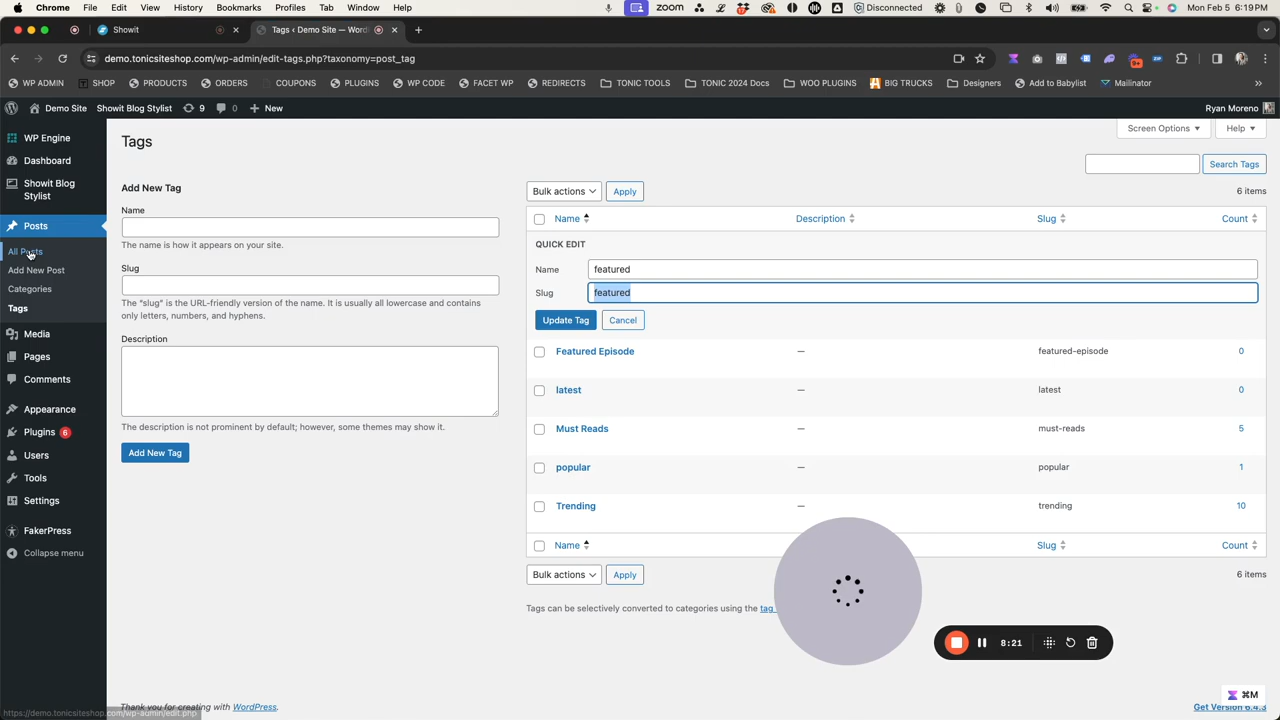 Chrome File Edit View History Bookmarks Profiles Tab Window Help zoom Disconnected Mon Feb 5 6:19 PM
Showit Tags ‹ Demo Site — Word
demo.tonicsiteshop.com/wp-admin/edit-tags.php?taxonomy=post_tag
WP ADMIN SHOP PRODUCTS ORDERS COUPONS PLUGINS WP CODE FACET WP REDIRECTS TONIC TOOLS TONIC 2024 Docs WOO PLUGINS BIG TRUCKS Designers Add to Babylist Mailinator »
Demo Site Showit Blog Stylist 9 0 New Ryan Moreno
WP Engine
Dashboard
Showit Blog
Stylist
Posts
All Posts
Add New Post
Categories
Tags
Media
Pages
Comments
Appearance
Plugins 6
Users
Tools
Settings
FakerPress
Collapse menu
Screen Options ▼ Help ▼
Tags
Search Tags
Add New Tag
Name
The name is how it appears on your site.
Slug
The "slug" is the URL-friendly version of the name. It is usually all lowercase and contains
only letters, numbers, and hyphens.
Description
The description is not prominent by default; however, some themes may show it.
Add New Tag
Bulk actions Apply 6 items
Name Description Slug Count
QUICK EDIT
Name featured
Slug featured
Update Tag Cancel
Featured Episode — featured-episode 0
latest — latest 0
Must Reads — must-reads 5
popular — popular 1
Trending — trending 10
Name Slug Count
Bulk actions Apply 6 items
Tags can be selectively converted to categories using the tag
8:21
⌘M
Thank you for creating with WordPress. Get Version 6.4.3
https://demo.tonicsiteshop.com/wp-admin/edit.php